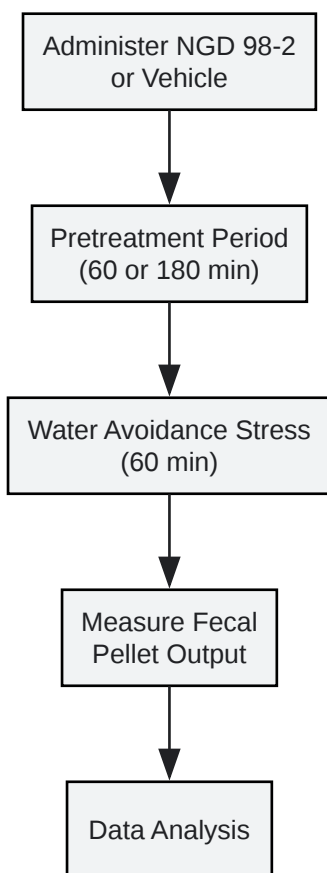 Administer NGD 98-2
or Vehicle
Pretreatment Period
(60 or 180 min)
Water Avoidance Stress
(60 min)
Measure Fecal
Pellet Output
Data Analysis